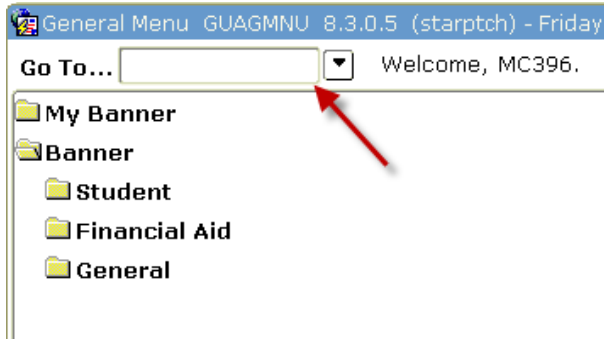 General Menu GUAGMNU 8.3.0.5 (starptch) - Friday
Go To... Welcome, MC396.
My Banner
Banner
Student
Financial Aid
General